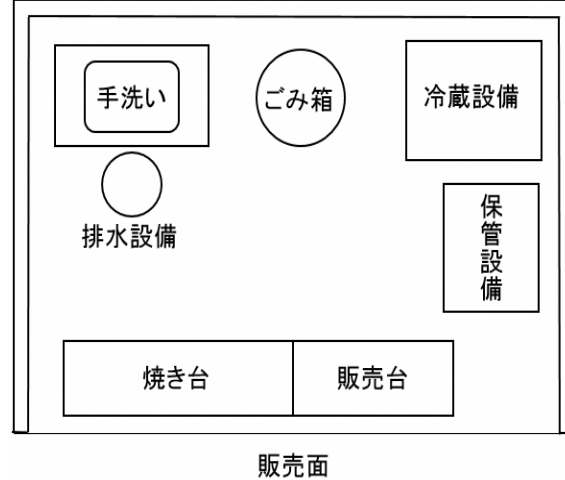 手洗い
ごみ箱
冷蔵設備
排水設備
保管設備
焼き台
販売台
販売面